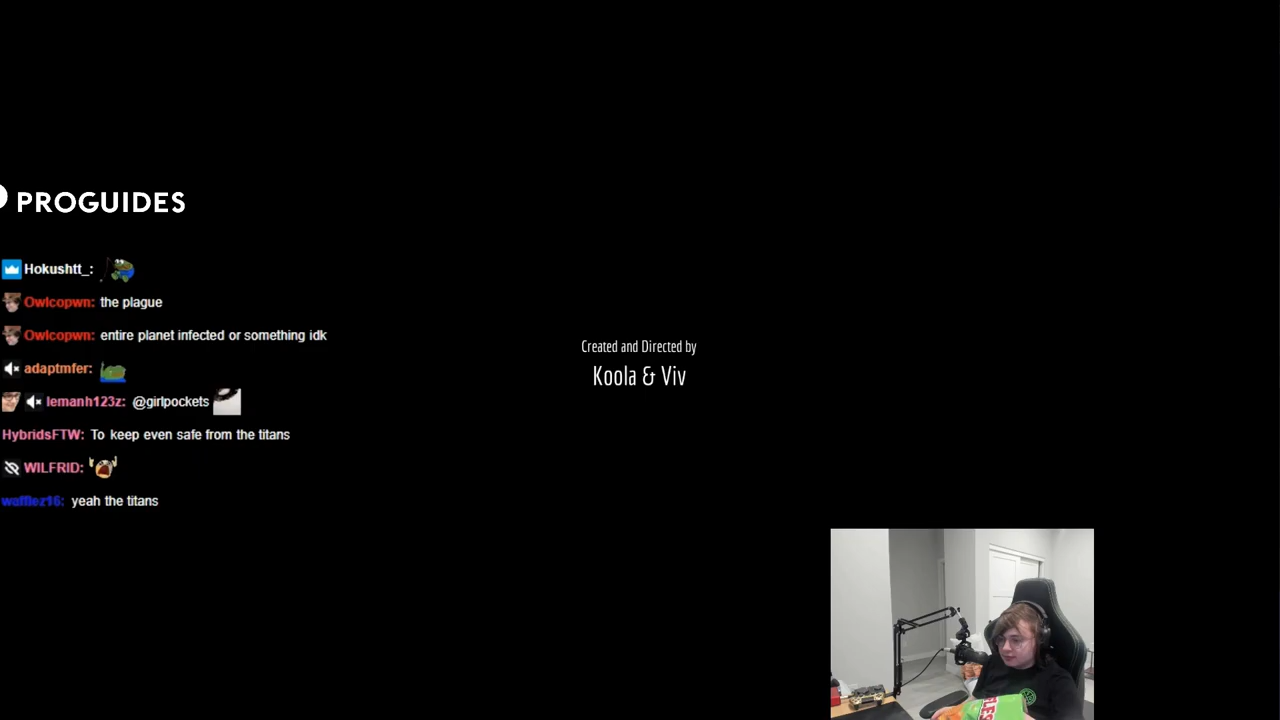 PROGUIDES
Hokushtt_:
Owlcopwn: the plague
Owlcopwn: entire planet infected or something idk
adaptmfer:
lemanh123z: @girlpockets
HybridsFTW: To keep even safe from the titans
WILFRID:
wafflez16: yeah the titans
Created and Directed by
Koola & Viv